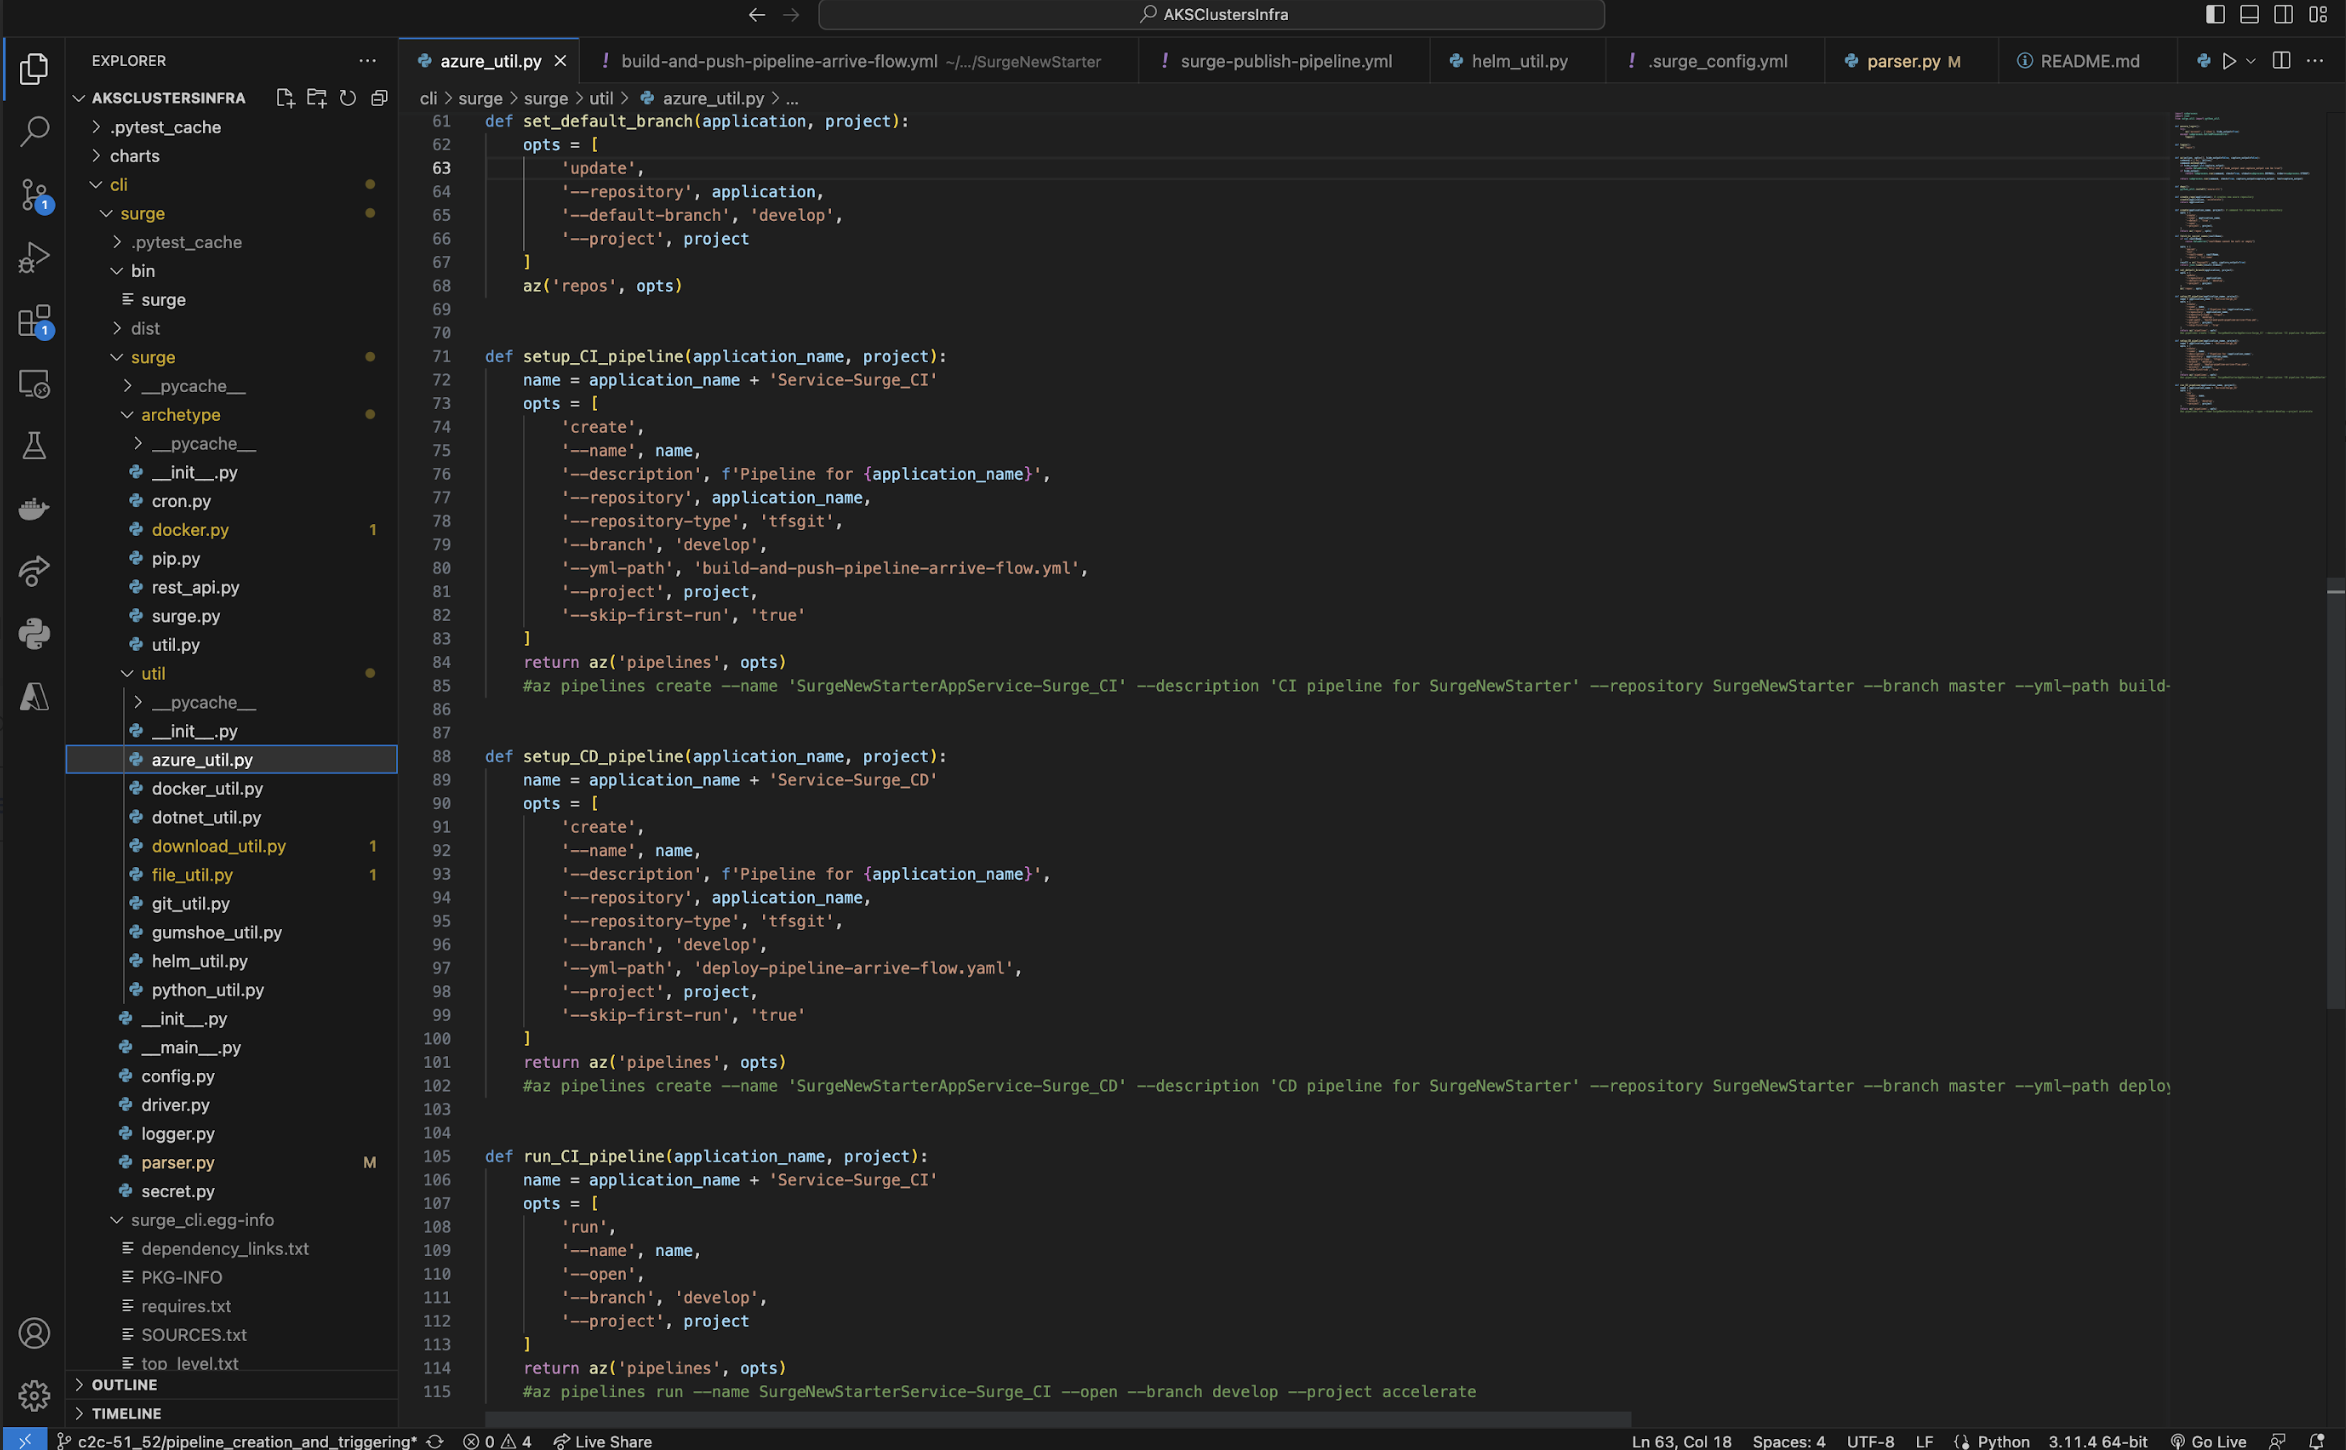 AKSClustersInfra
EXPLORER
AKSCLUSTERSINFRA
.pytest_cache
charts
cli
surge
.pytest_cache
bin
surge
dist
surge
__pycache__
archetype
__pycache__
__init__.py
cron.py
docker.py 1
pip.py
rest_api.py
surge.py
util.py
util
__pycache__
__init__.py
azure_util.py
docker_util.py
dotnet_util.py
download_util.py 1
file_util.py 1
git_util.py
gumshoe_util.py
helm_util.py
python_util.py
__init__.py
__main__.py
config.py
driver.py
logger.py
parser.py M
secret.py
surge_cli.egg-info
dependency_links.txt
PKG-INFO
requires.txt
SOURCES.txt
top_level.txt
OUTLINE
TIMELINE
1
1
azure_util.py ! build-and-push-pipeline-arrive-flow.yml ~/.../SurgeNewStarter ! surge-publish-pipeline.yml helm_util.py ! .surge_config.yml parser.py M README.md
cli > surge > surge > util > azure_util.py > ...
61 def set_default_branch(application, project):
62 opts = [
63 'update',
64 '--repository', application,
65 '--default-branch', 'develop',
66 '--project', project
67 ]
68 az('repos', opts)
69
70
71 def setup_CI_pipeline(application_name, project):
72 name = application_name + 'Service-Surge_CI'
73 opts = [
74 'create',
75 '--name', name,
76 '--description', f'Pipeline for {application_name}',
77 '--repository', application_name,
78 '--repository-type', 'tfsgit',
79 '--branch', 'develop',
80 '--yml-path', 'build-and-push-pipeline-arrive-flow.yml',
81 '--project', project,
82 '--skip-first-run', 'true'
83 ]
84 return az('pipelines', opts)
85 #az pipelines create --name 'SurgeNewStarterAppService-Surge_CI' --description 'CI pipeline for SurgeNewStarter' --repository SurgeNewStarter --branch master --yml-path build-
86
87
88 def setup_CD_pipeline(application_name, project):
89 name = application_name + 'Service-Surge_CD'
90 opts = [
91 'create',
92 '--name', name,
93 '--description', f'Pipeline for {application_name}',
94 '--repository', application_name,
95 '--repository-type', 'tfsgit',
96 '--branch', 'develop',
97 '--yml-path', 'deploy-pipeline-arrive-flow.yaml',
98 '--project', project,
99 '--skip-first-run', 'true'
100 ]
101 return az('pipelines', opts)
102 #az pipelines create --name 'SurgeNewStarterAppService-Surge_CD' --description 'CD pipeline for SurgeNewStarter' --repository SurgeNewStarter --branch master --yml-path deploy
103
104
105 def run_CI_pipeline(application_name, project):
106 name = application_name + 'Service-Surge_CI'
107 opts = [
108 'run',
109 '--name', name,
110 '--open',
111 '--branch', 'develop',
112 '--project', project
113 ]
114 return az('pipelines', opts)
115 #az pipelines run --name SurgeNewStarterService-Surge_CI --open --branch develop --project accelerate
c2c-51_52/pipeline_creation_and_triggering* 0 4 Live Share Ln 63, Col 18 Spaces: 4 UTF-8 LF Python 3.11.4 64-bit Go Live